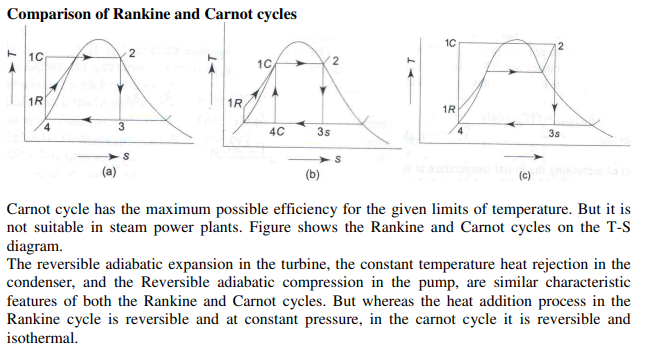 Comparison of Rankine and Carnot cycles
T 1C 2 1R 4 3 S
(a)
T 1C 2 1R 4C 3s S
(b)
T 1C 2 1R 4 3s
(c)
Carnot cycle has the maximum possible efficiency for the given limits of temperature. But it is
not suitable in steam power plants. Figure shows the Rankine and Carnot cycles on the T-S
diagram.
The reversible adiabatic expansion in the turbine, the constant temperature heat rejection in the
condenser, and the Reversible adiabatic compression in the pump, are similar characteristic
features of both the Rankine and Carnot cycles. But whereas the heat addition process in the
Rankine cycle is reversible and at constant pressure, in the carnot cycle it is reversible and
isothermal.